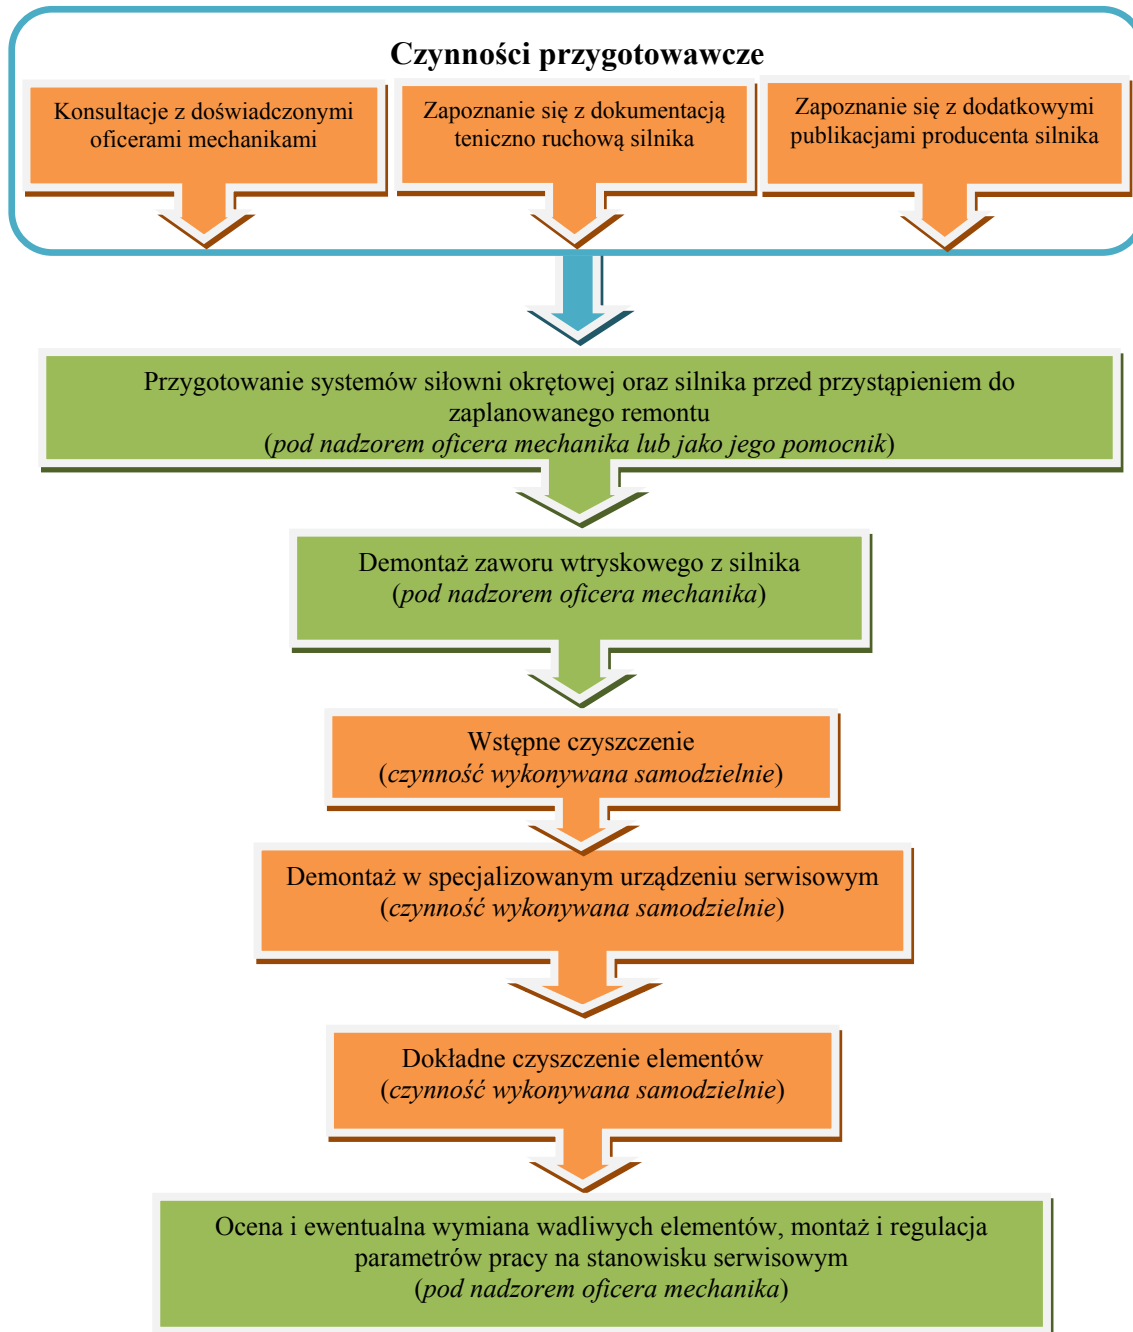 Czynności przygotowawcze
Konsultacje z doświadczonymi
oficerami mechanikami
Zapoznanie się z dokumentacją
teniczno ruchową silnika
Zapoznanie się z dodatkowymi
publikacjami producenta silnika
Przygotowanie systemów siłowni okrętowej oraz silnika przed przystąpieniem do
zaplanowanego remontu
(pod nadzorem oficera mechanika lub jako jego pomocnik)
Demontaż zaworu wtryskowego z silnika
(pod nadzorem oficera mechanika)
Wstępne czyszczenie
(czynność wykonywana samodzielnie)
Demontaż w specjalizowanym urządzeniu serwisowym
(czynność wykonywana samodzielnie)
Dokładne czyszczenie elementów
(czynność wykonywana samodzielnie)
Ocena i ewentualna wymiana wadliwych elementów, montaż i regulacja
parametrów pracy na stanowisku serwisowym
(pod nadzorem oficera mechanika)